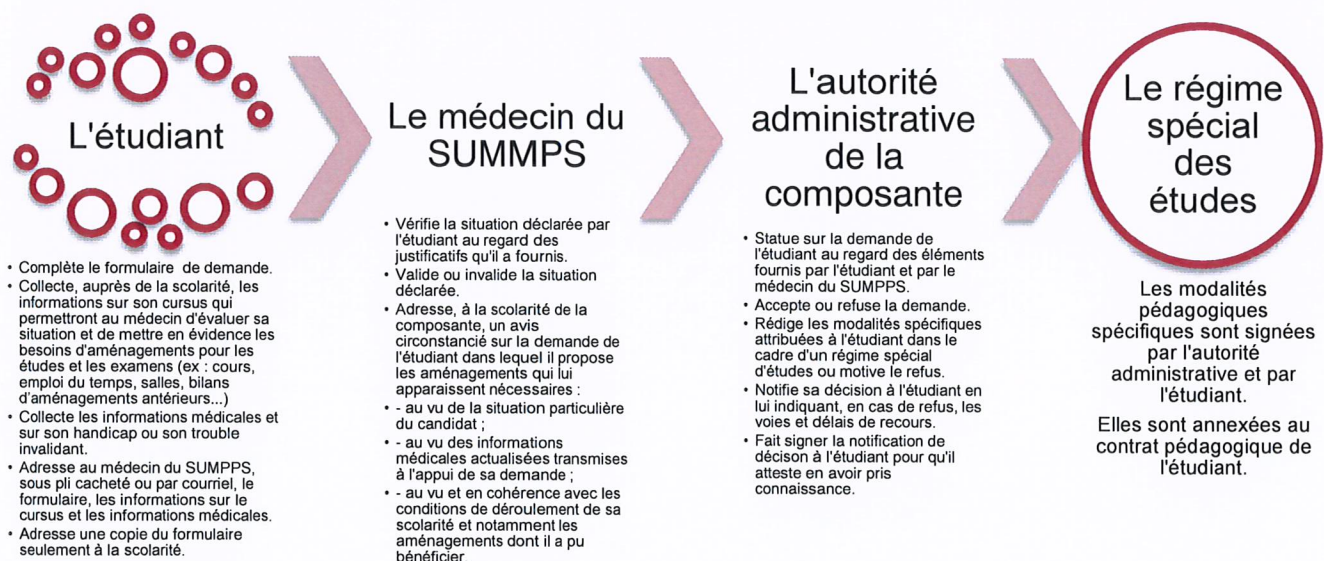 L'étudiant
• Complète le formulaire de demande.
• Collecte, auprès de la scolarité, les
informations sur son cursus qui
permettront au médecin d'évaluer sa
situation et de mettre en évidence les
besoins d'aménagements pour les
études et les examens (ex : cours,
emploi du temps, salles, bilans
d'aménagements antérieurs...)
• Collecte les informations médicales et
sur son handicap ou son trouble
invalidant.
• Adresse au médecin du SUMPPS,
sous pli cacheté ou par courriel, le
formulaire, les informations sur le
cursus et les informations médicales.
• Adresse une copie du formulaire
seulement à la scolarité.
Le médecin du
SUMMPS
• Vérifie la situation déclarée par
l'étudiant au regard des
justificatifs qu'il a fournis.
• Valide ou invalide la situation
déclarée.
• Adresse, à la scolarité de la
composante, un avis
circonstancié sur la demande de
l'étudiant dans lequel il propose
les aménagements qui lui
apparaissent nécessaires :
• - au vu de la situation particulière
du candidat ;
• - au vu des informations
médicales actualisées transmises
à l'appui de sa demande ;
• - au vu et en cohérence avec les
conditions de déroulement de sa
scolarité et notamment les
aménagements dont il a pu
bénéficier.
L'autorité
administrative
de la
composante
• Statue sur la demande de
l'étudiant au regard des éléments
fournis par l'étudiant et par le
médecin du SUMPPS.
• Accepte ou refuse la demande.
• Rédige les modalités spécifiques
attribuées à l'étudiant dans le
cadre d'un régime spécial
d'études ou motive le refus.
• Notifie sa décision à l'étudiant en
lui indiquant, en cas de refus, les
voies et délais de recours.
• Fait signer la notification de
décison à l'étudiant pour qu'il
atteste en avoir pris
connaissance.
Le régime
spécial
des
études
Les modalités
pédagogiques
spécifiques sont signées
par l'autorité
administrative et par
l'étudiant.
Elles sont annexées au
contrat pédagogique de
l'étudiant.